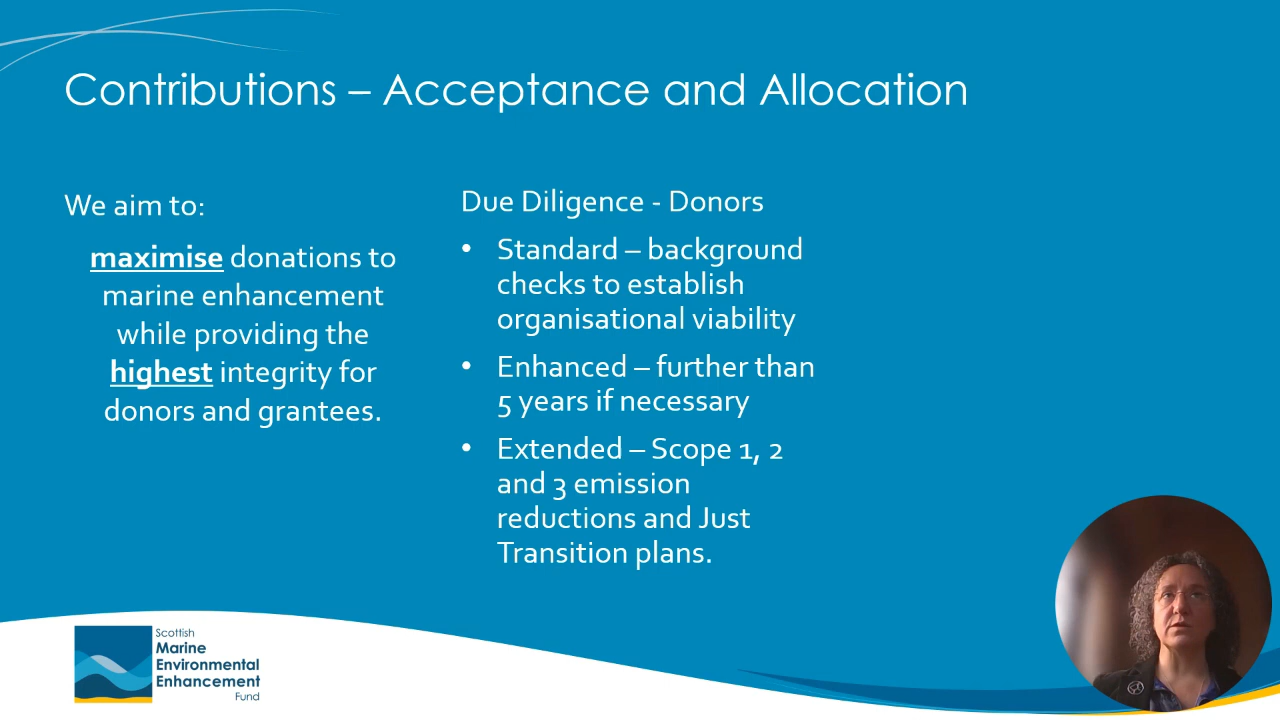 Contributions – Acceptance and Allocation
We aim to:
maximise donations to
marine enhancement
while providing the
highest integrity for
donors and grantees.
Due Diligence - Donors
• Standard – background
checks to establish
organisational viability
• Enhanced – further than
5 years if necessary
• Extended – Scope 1, 2
and 3 emission
reductions and Just
Transition plans.
Scottish
Marine
Environmental
Enhancement
Fund